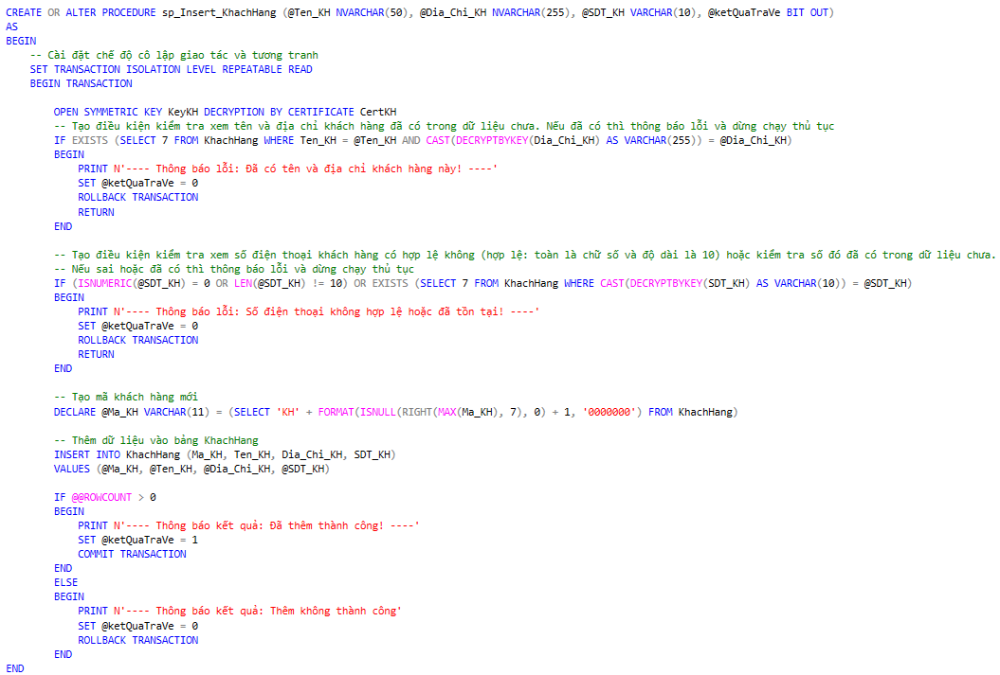 CREATE OR ALTER PROCEDURE sp_Insert_KhachHang (@Ten_KH NVARCHAR(50), @Dia_Chi_KH NVARCHAR(255), @SDT_KH VARCHAR(10), @ketQuaTraVe BIT OUT)
AS
BEGIN
    -- Cài đặt chế độ cô lập giao tác và tương tranh
    SET TRANSACTION ISOLATION LEVEL REPEATABLE READ
    BEGIN TRANSACTION

        OPEN SYMMETRIC KEY KeyKH DECRYPTION BY CERTIFICATE CertKH
        -- Tạo điều kiện kiểm tra xem tên và địa chỉ khách hàng đã có trong dữ liệu chưa. Nếu đã có thì thông báo lỗi và dừng chạy thủ tục
        IF EXISTS (SELECT 7 FROM KhachHang WHERE Ten_KH = @Ten_KH AND CAST(DECRYPTBYKEY(Dia_Chi_KH) AS VARCHAR(255)) = @Dia_Chi_KH)
        BEGIN
            PRINT N'---- Thông báo lỗi: Đã có tên và địa chỉ khách hàng này! ----'
            SET @ketQuaTraVe = 0
            ROLLBACK TRANSACTION
            RETURN
        END

        -- Tạo điều kiện kiểm tra xem số điện thoại khách hàng có hợp lệ không (hợp lệ: toàn là chữ số và độ dài là 10) hoặc kiểm tra số đó đã có trong dữ liệu chưa.
        -- Nếu sai hoặc đã có thì thông báo lỗi và dừng chạy thủ tục
        IF (ISNUMERIC(@SDT_KH) = 0 OR LEN(@SDT_KH) != 10) OR EXISTS (SELECT 7 FROM KhachHang WHERE CAST(DECRYPTBYKEY(SDT_KH) AS VARCHAR(10)) = @SDT_KH)
        BEGIN
            PRINT N'---- Thông báo lỗi: Số điện thoại không hợp lệ hoặc đã tồn tại! ----'
            SET @ketQuaTraVe = 0
            ROLLBACK TRANSACTION
            RETURN
        END

        -- Tạo mã khách hàng mới
        DECLARE @Ma_KH VARCHAR(11) = (SELECT 'KH' + FORMAT(ISNULL(RIGHT(MAX(Ma_KH), 7), 0) + 1, '0000000') FROM KhachHang)

        -- Thêm dữ liệu vào bảng KhachHang
        INSERT INTO KhachHang (Ma_KH, Ten_KH, Dia_Chi_KH, SDT_KH)
        VALUES (@Ma_KH, @Ten_KH, @Dia_Chi_KH, @SDT_KH)

        IF @@ROWCOUNT > 0
        BEGIN
            PRINT N'---- Thông báo kết quả: Đã thêm thành công! ----'
            SET @ketQuaTraVe = 1
            COMMIT TRANSACTION
        END
        ELSE
        BEGIN
            PRINT N'---- Thông báo kết quả: Thêm không thành công'
            SET @ketQuaTraVe = 0
            ROLLBACK TRANSACTION
        END
END